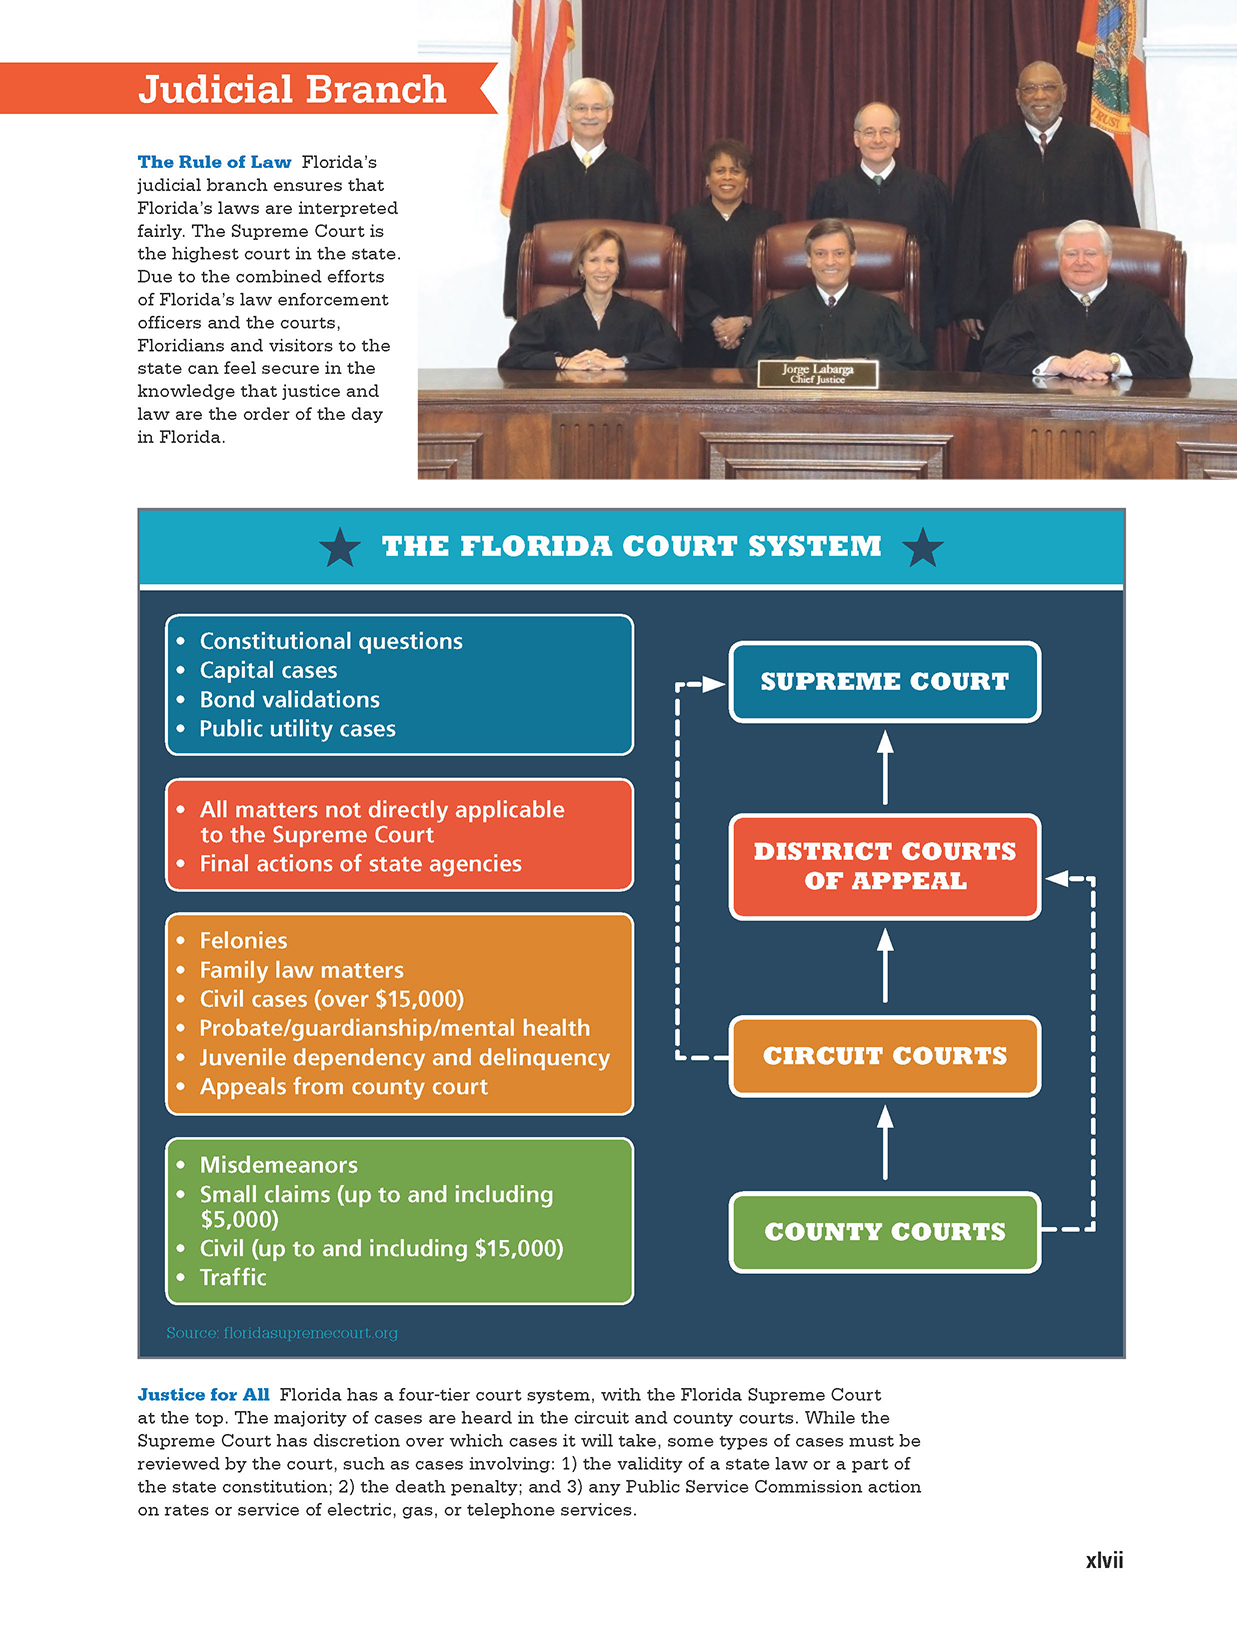 Judicial Branch
The Rule of Law Florida's
judicial branch ensures that
Florida's laws are interpreted
fairly. The Supreme Court is
the highest court in the state.
Due to the combined efforts
of Florida's law enforcement
officers and the courts,
Floridians and visitors to the
state can feel secure in the
knowledge that justice and
law are the order of the day
in Florida.
TRUST
Jorge Labarga
Chief Justice
THE FLORIDA COURT SYSTEM
• Constitutional questions
• Capital cases
• Bond validations
• Public utility cases
• All matters not directly applicable
to the Supreme Court
• Final actions of state agencies
• Felonies
• Family law matters
• Civil cases (over $15,000)
• Probate/guardianship/mental health
• Juvenile dependency and delinquency
• Appeals from county court
• Misdemeanors
• Small claims (up to and including
$5,000)
• Civil (up to and including $15,000)
• Traffic
SUPREME COURT
DISTRICT COURTS
OF APPEAL
CIRCUIT COURTS
COUNTY COURTS
Source: floridasupremecourt.org
Justice for All Florida has a four-tier court system, with the Florida Supreme Court
at the top. The majority of cases are heard in the circuit and county courts. While the
Supreme Court has discretion over which cases it will take, some types of cases must be
reviewed by the court, such as cases involving: 1) the validity of a state law or a part of
the state constitution; 2) the death penalty; and 3) any Public Service Commission action
on rates or service of electric, gas, or telephone services.
xlvii